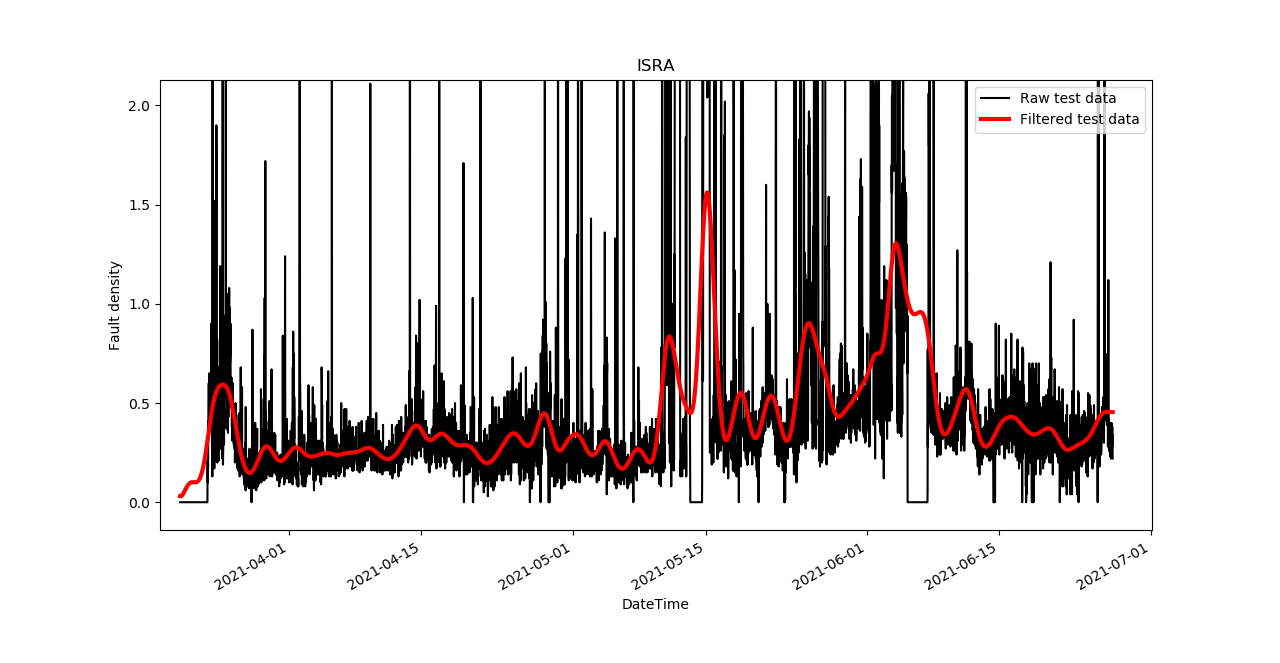 ISRA
Raw test data
Filtered test data
Fault density
2.0
1.5
1.0
0.5
0.0
2021-04-01
2021-04-15
2021-05-01
2021-05-15
2021-06-01
2021-06-15
2021-07-01
DateTime